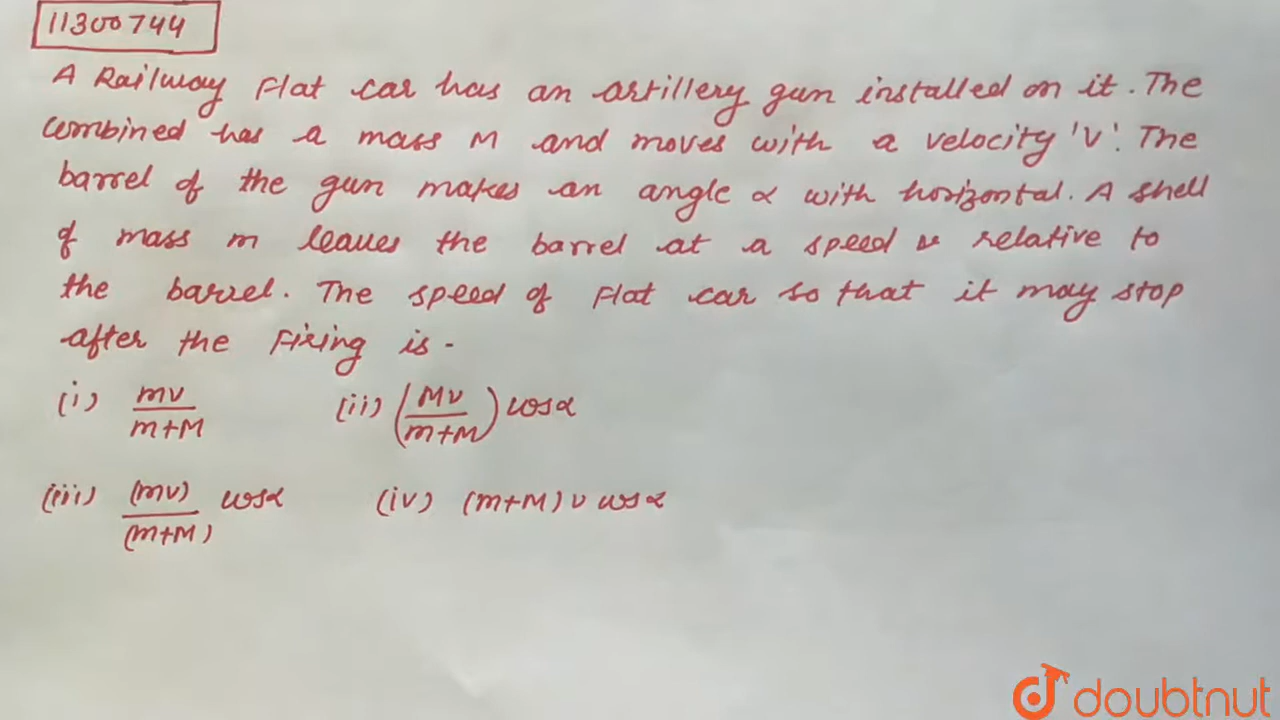 11300744
A Railway Flat car has an artillery gun installed on it. The
combined has a mass M and moves with a velocity 'V'. The
barrel of the gun makes an angle α with horizontal. A shell
of mass m leaves the barrel at a speed v relative to
the barrel. The speed of Flat car so that it may stop
after the Firing is -
(i) mv/m+M (ii) (Mv/m+M) cosα
(iii) (mv)/(m+M) cosα (iv) (m+M) v cosα
doubtnut